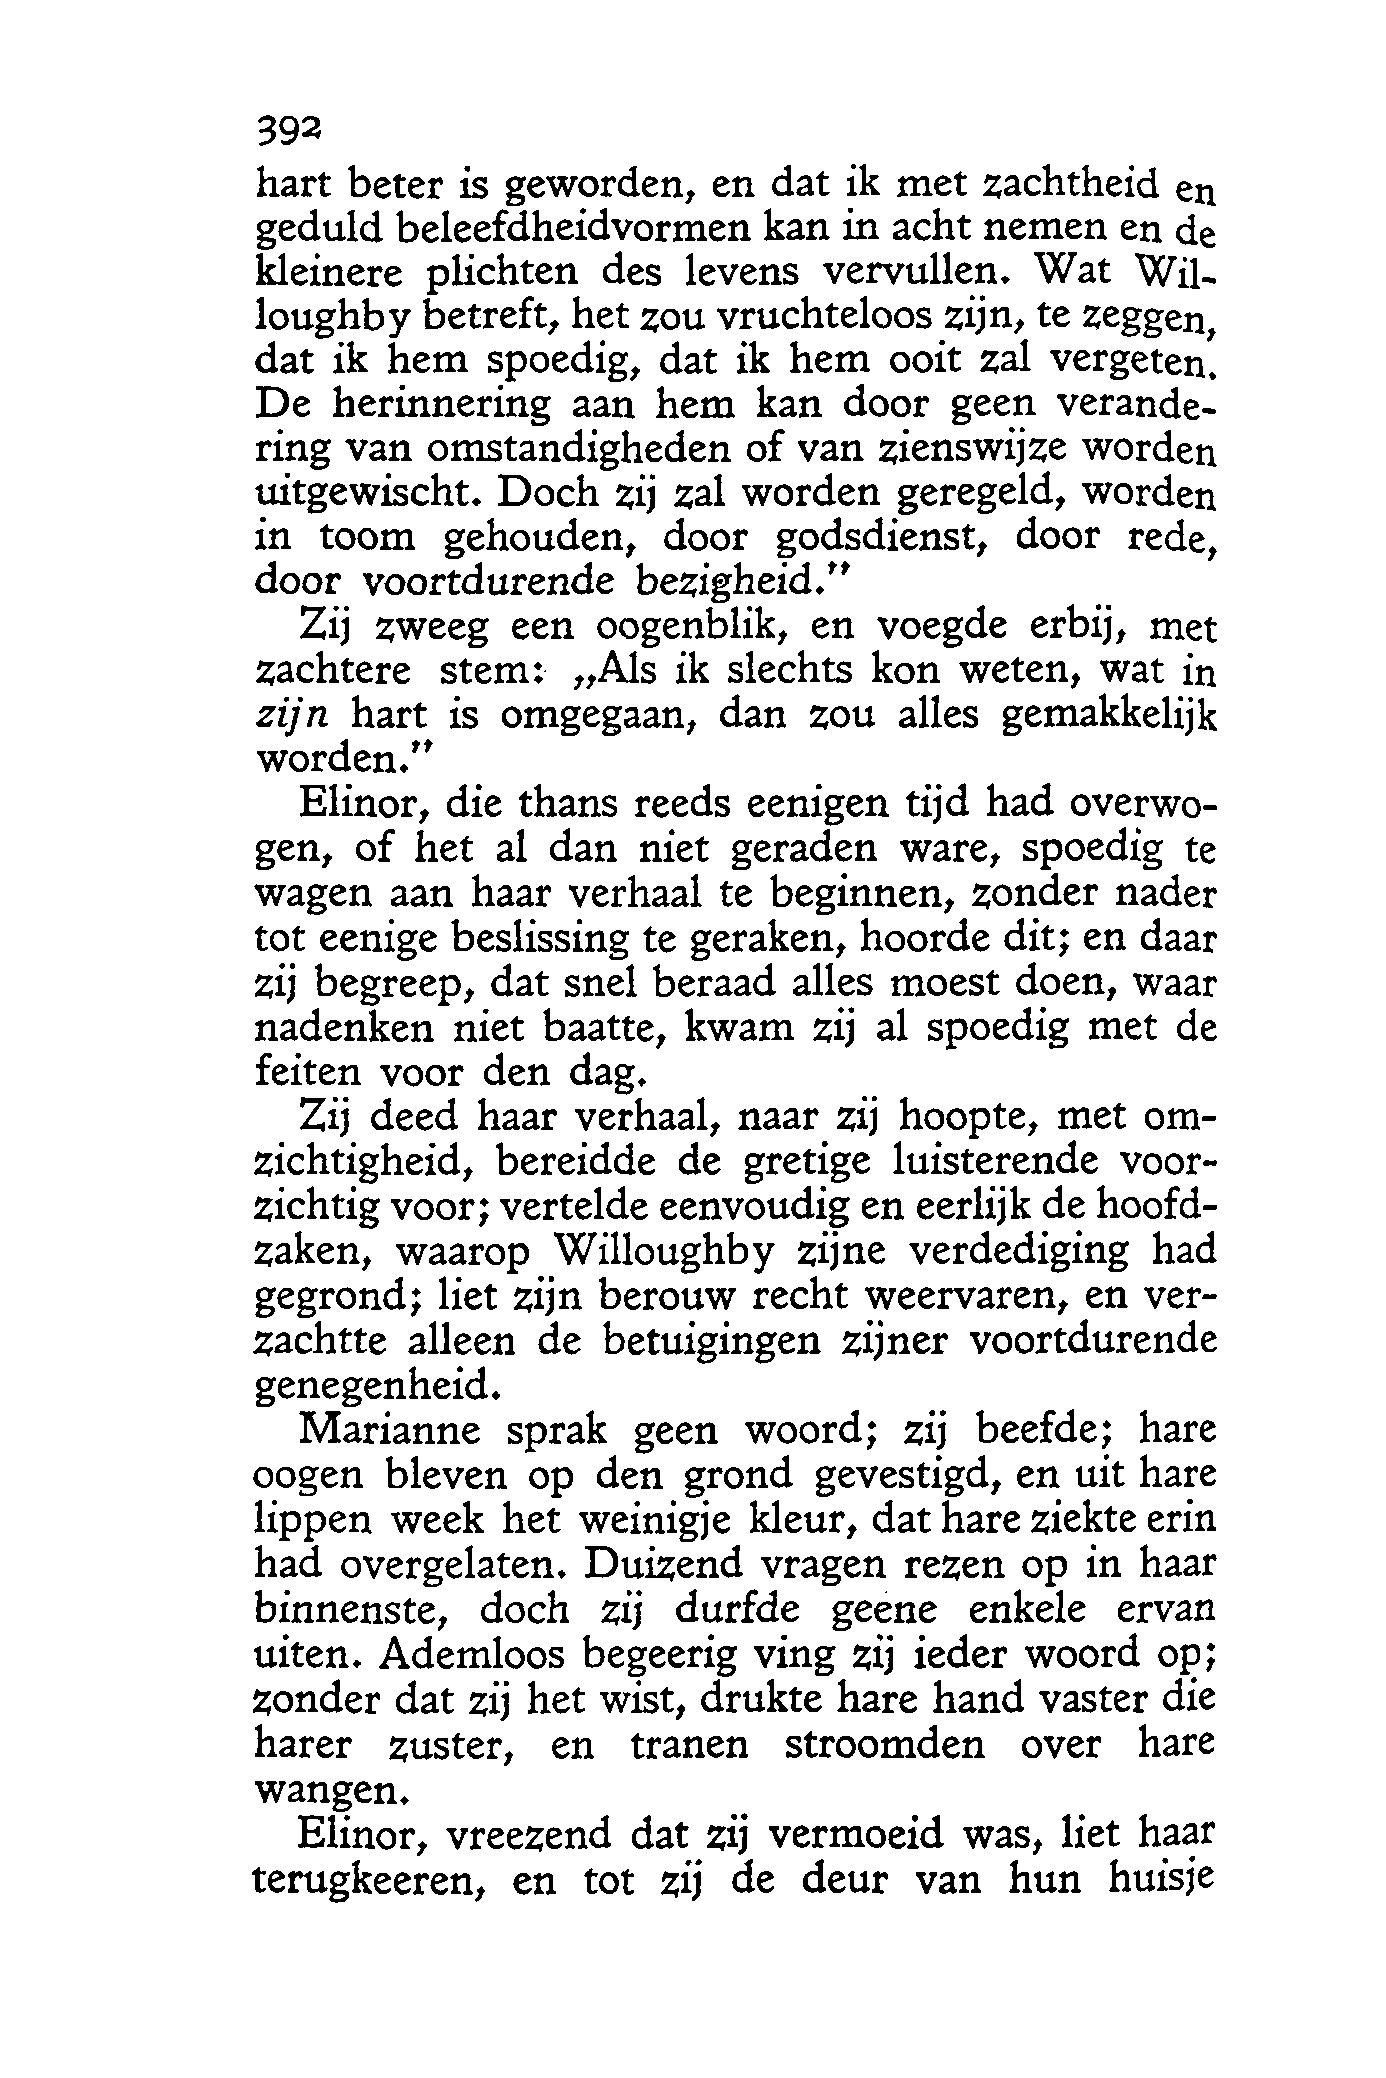 392
hart beter is geworden, en dat ik met zachtheid en
geduld beleefdheidvormen kan in acht nemen en de
kleinere plichten des levens vervullen. Wat Wil-
loughby betreft, het zou vruchteloos zijn, te zeggen,
dat ik hem spoedig, dat ik hem ooit zal vergeten.
De herinnering aan hem kan door geen verande-
ring van omstandigheden of van zienswijze worden
uitgewischt. Doch zij zal worden geregeld, worden
in toom gehouden, door godsdienst, door rede,
door voortdurende bezigheid."
Zij zweeg een oogenblik, en voegde erbij, met
zachtere stem: „Als ik slechts kon weten, wat in
zijn hart is omgegaan, dan zou alles gemakkelijk
worden."
Elinor, die thans reeds eenigen tijd had overwo-
gen, of het al dan niet geraden ware, spoedig te
wagen aan haar verhaal te beginnen, zonder nader
tot eenige beslissing te geraken, hoorde dit; en daar
zij begreep, dat snel beraad alles moest doen, waar
nadenken niet baatte, kwam zij al spoedig met de
feiten voor den dag.
Zij deed haar verhaal, naar zij hoopte, met om-
zichtigheid, bereidde de gretige luisterende voor-
zichtig voor; vertelde eenvoudig en eerlijk de hoofd-
zaken, waarop Willoughby zijne verdediging had
gegrond; liet zijn berouw recht weervaren, en ver-
zachtte alleen de betuigingen zijner voortdurende
genegenheid.
Marianne sprak geen woord; zij beefde; hare
oogen bleven op den grond gevestigd, en uit hare
lippen week het weinigje kleur, dat hare ziekte erin
had overgelaten. Duizend vragen rezen op in haar
binnenste, doch zij durfde geene enkele ervan
uiten. Ademloos begeerig ving zij ieder woord op;
zonder dat zij het wist, drukte hare hand vaster die
harer zuster, en tranen stroomden over hare
wangen.
Elinor, vreezend dat zij vermoeid was, liet haar
terugkeeren, en tot zij de deur van hun huisje